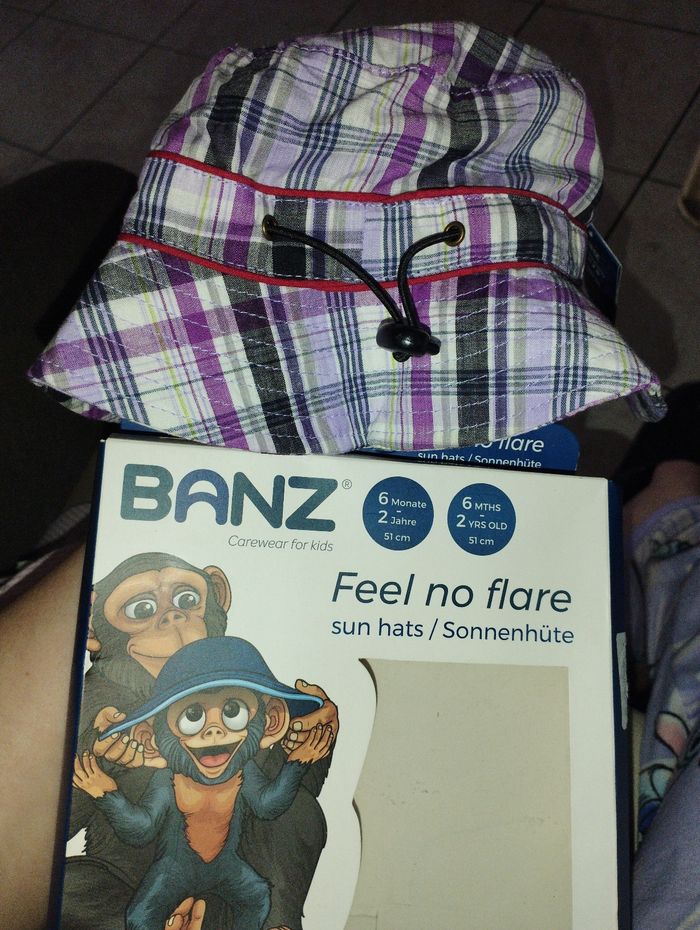 no flare
sun hats / Sonnenhüte
BANZ®
Carewear for kids
6 Monate
-
2 Jahre
51 cm
6 MTHS
-
2 YRS OLD
51 cm
Feel no flare
sun hats / Sonnenhüte